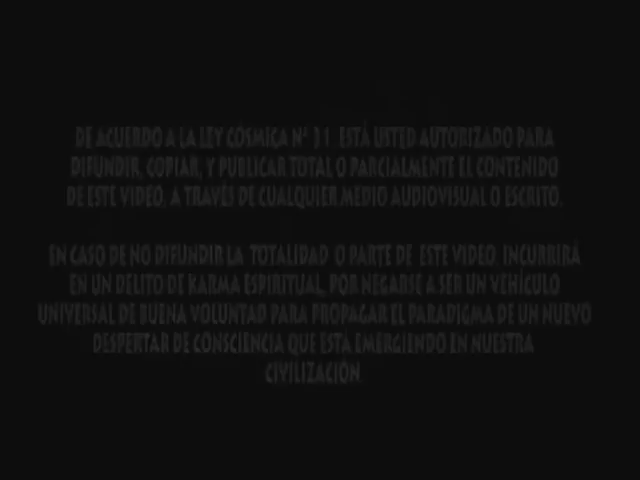 DE ACUERDO A LA LEY CÓSMICA Nº 31 ESTÁ USTED AUTORIZADO PARA
DIFUNDIR, COPIAR, Y PUBLICAR TOTAL O PARCIALMENTE EL CONTENIDO
DE ESTE VIDEO, A TRAVÉS DE CUALQUIER MEDIO AUDIOVISUAL O ESCRITO.
EN CASO DE NO DIFUNDIR LA TOTALIDAD O PARTE DE ESTE VIDEO, INCURRIRÁ
EN UN DELITO DE KARMA ESPIRITUAL, POR NEGARSE A SER UN VEHÍCULO
UNIVERSAL DE BUENA VOLUNTAD PARA PROPAGAR EL PARADIGMA DE UN NUEVO
DESPERTAR DE CONSCIENCIA QUE ESTÁ EMERGIENDO EN NUESTRA
CIVILIZACIÓN.